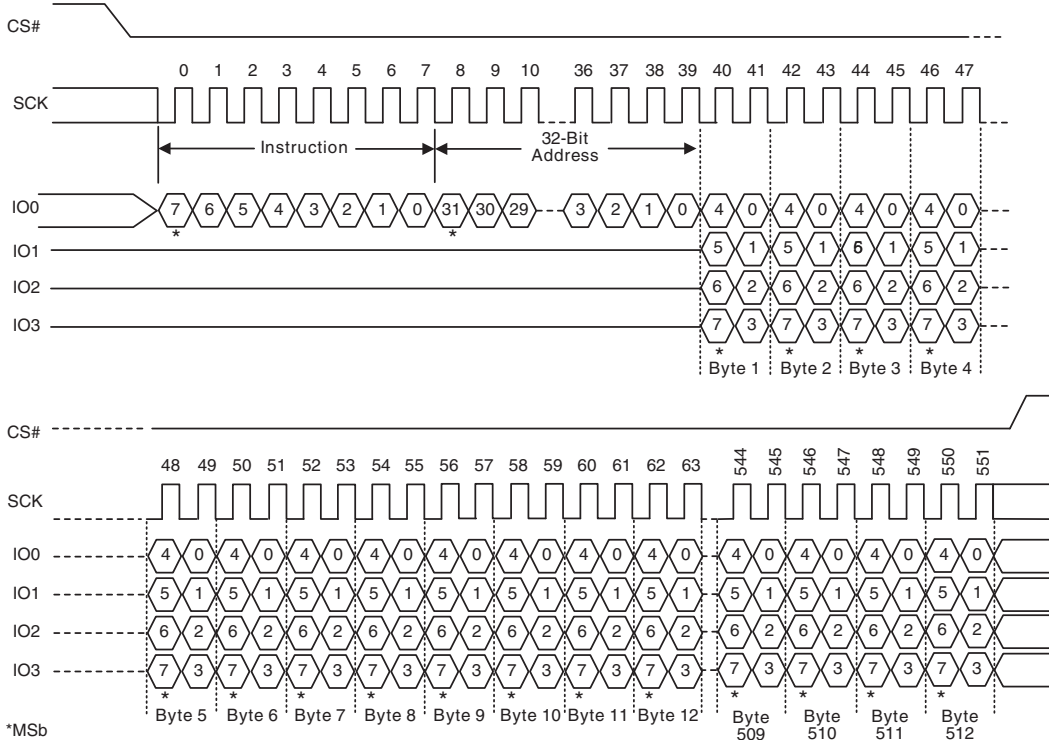 CS#
0 1 2 3 4 5 6 7 8 9 10 36 37 38 39 40 41 42 43 44 45 46 47
SCK
Instruction
32-Bit
Address
IO0 7 6 5 4 3 2 1 0 31 30 29 3 2 1 0 4 0 4 0 4 0 4 0
* *
IO1 5 1 5 1 6 1 5 1
IO2 6 2 6 2 6 2 6 2
IO3 7 3 7 3 7 3 7 3
* * * *
Byte 1 Byte 2 Byte 3 Byte 4
CS#
48 49 50 51 52 53 54 55 56 57 58 59 60 61 62 63 544 545 546 547 548 549 550 551
SCK
IO0 4 0 4 0 4 0 4 0 4 0 4 0 4 0 4 0 4 0 4 0 4 0 4 0
IO1 5 1 5 1 5 1 5 1 5 1 5 1 5 1 5 1 5 1 5 1 5 1 5 1
IO2 6 2 6 2 6 2 6 2 6 2 6 2 6 2 6 2 6 2 6 2 6 2 6 2
IO3 7 3 7 3 7 3 7 3 7 3 7 3 7 3 7 3 7 3 7 3 7 3 7 3
* * * * * * * * * * * *
Byte 5 Byte 6 Byte 7 Byte 8 Byte 9 Byte 10 Byte 11 Byte 12 Byte 509 Byte 510 Byte 511 Byte 512
*MSb